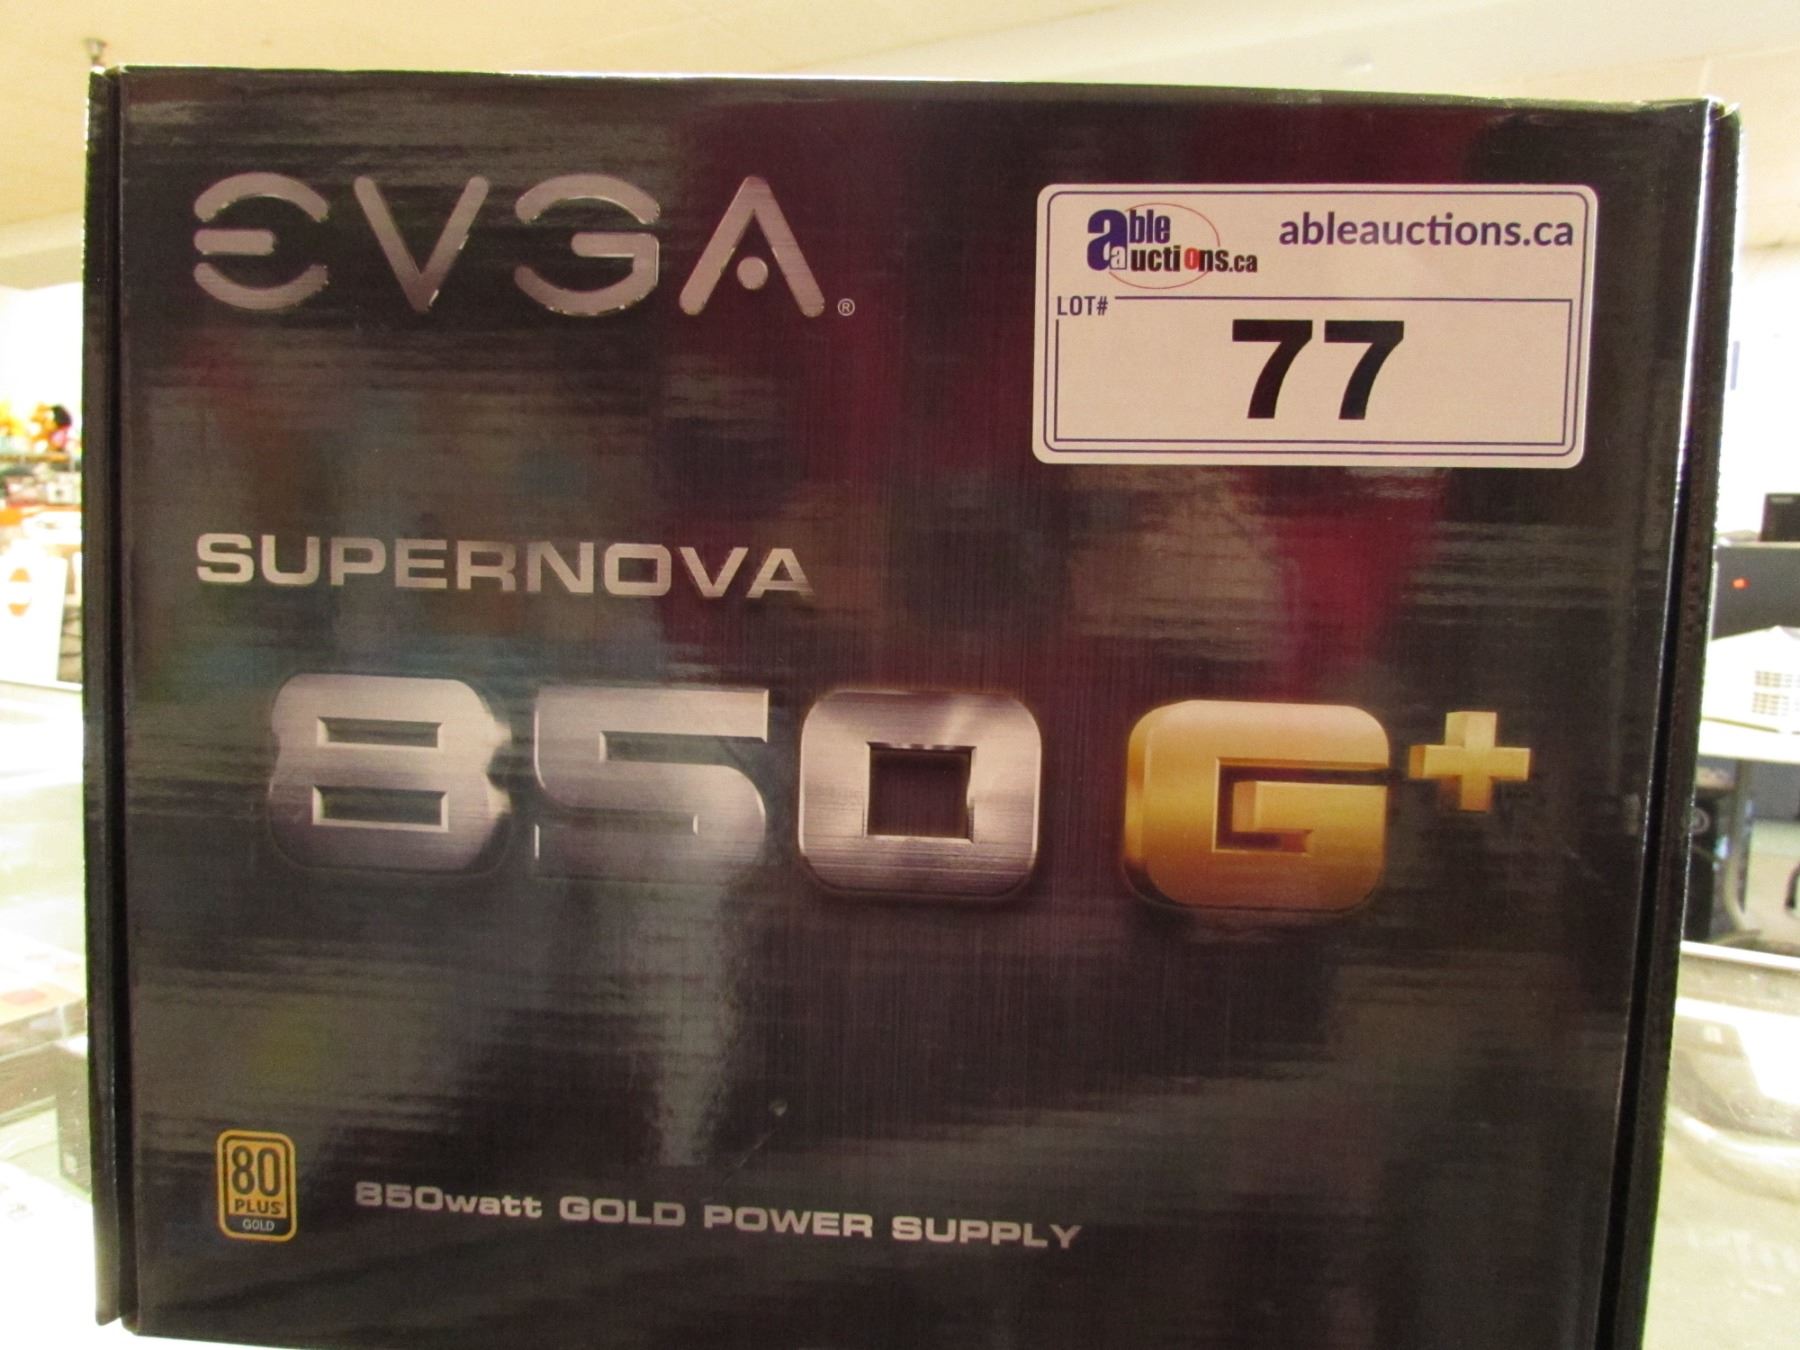 EVGA®
able auctions.ca
ableauctions.ca
LOT#
77
SUPERNOVA
850 G+
80
PLUS
GOLD
850watt GOLD POWER SUPPLY